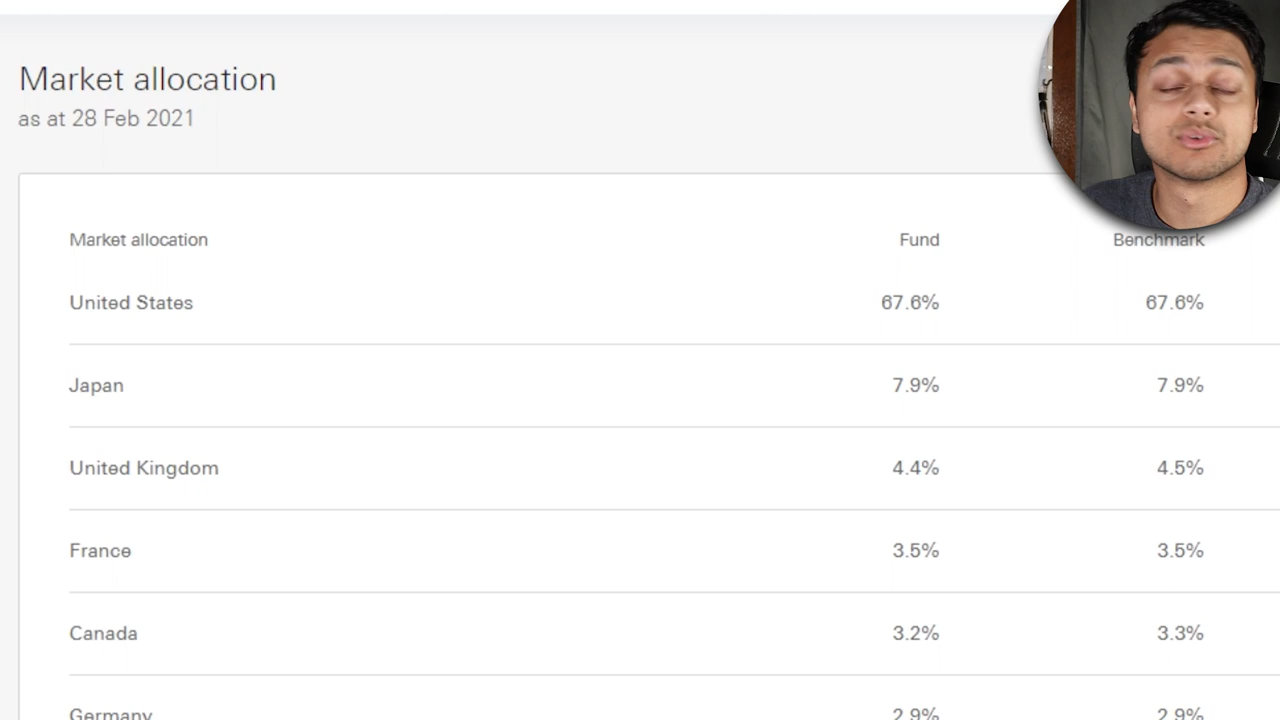 Market allocation
as at 28 Feb 2021
Market allocation Fund Benchmark
United States 67.6% 67.6%
Japan 7.9% 7.9%
United Kingdom 4.4% 4.5%
France 3.5% 3.5%
Canada 3.2% 3.3%
Germany 2.9% 2.9%